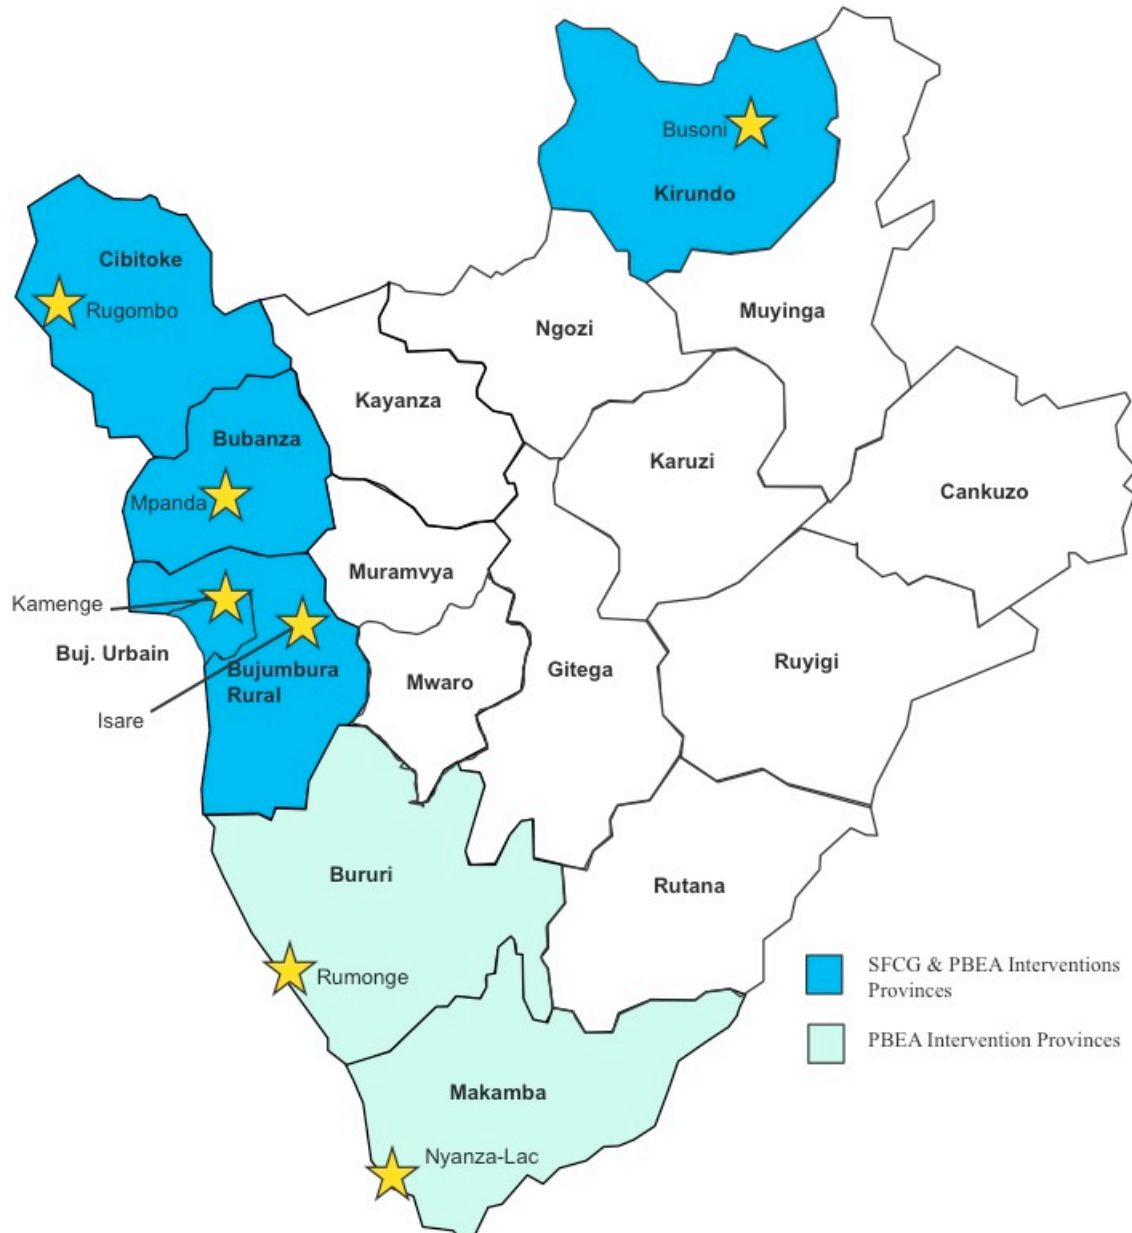 Busoni
Kirundo
Cibitoke
Rugombo
Muyinga
Ngozi
Kayanza
Bubanza
Karuzi
Cankuzo
Mpanda
Muramvya
Kamenge
Buj. Urbain
Bujumbura
Rural
Mwaro
Gitega
Ruyigi
Isare
Bururi
Rutana
Rumonge
SFCG & PBEA Interventions
Provinces
PBEA Intervention Provinces
Makamba
Nyanza-Lac